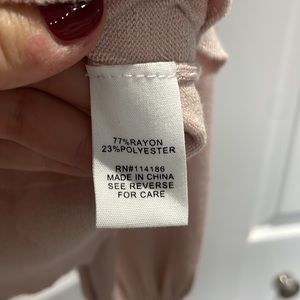 77%RAYON
23%POLYESTER
RN#114186
MADE IN CHINA
SEE REVERSE
FOR CARE